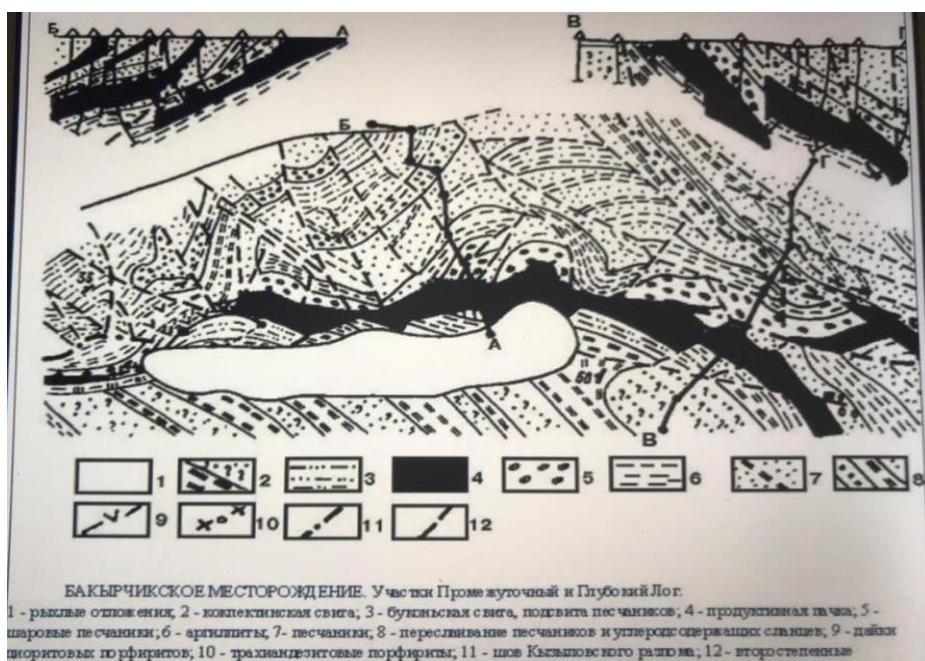 Б А
В Г
Б
Г
А
В
1 2 3 4 5 6 7 8
9 10 11 12
БАКЫРЧИКСКОЕ МЕСТОРОЖДЕНИЕ. Участки Промежуточный и Глубокий Лог.
1 - рыхлые отложения, 2 - кокпектинская свита; 3 - буконьская свита, подсвита песчаников; 4 - продуктивная пачка; 5 -
шаровые песчаники; 6 - аргиллиты; 7- песчаники, 8 - переслаивание песчаников и углеродсодержащих сланцев; 9 - дайки
диоритовых порфиритов; 10 - трахиандезитовые порфириты; 11 - шов Кызыловского разлома; 12 - второстепенные